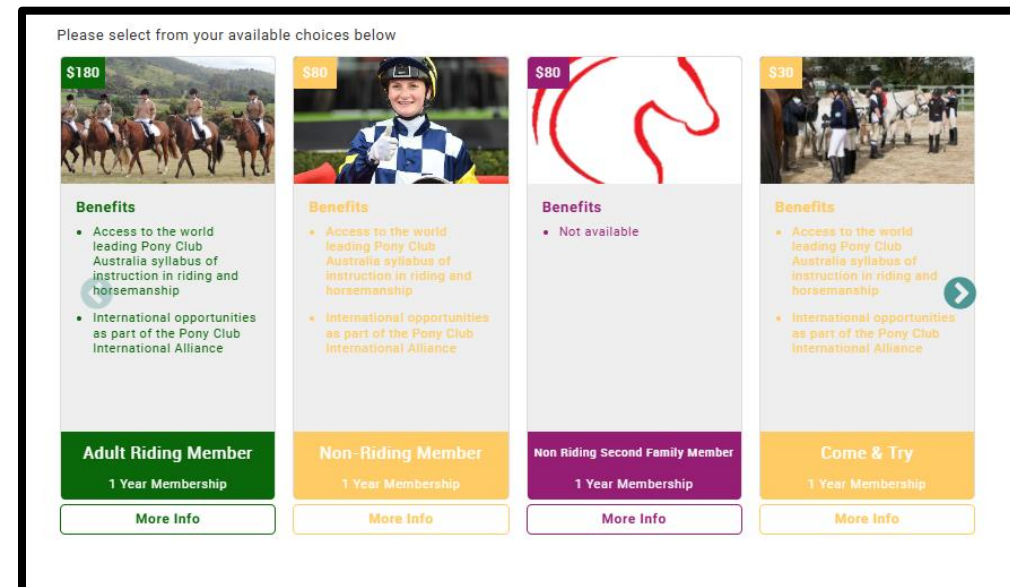 Please select from your available choices below
$180
Benefits
• Access to the world
leading Pony Club
Australia syllabus of
instruction in riding and
horsemanship
• International opportunities
as part of the Pony Club
International Alliance
Adult Riding Member
1 Year Membership
More Info
$80
Benefits
• Access to the world
leading Pony Club
Australia syllabus of
instruction in riding and
horsemanship
• International opportunities
as part of the Pony Club
International Alliance
Non-Riding Member
1 Year Membership
More Info
$80
Benefits
• Not available
Non Riding Second Family Member
1 Year Membership
More Info
$30
Benefits
• Access to the world
leading Pony Club
Australia syllabus of
instruction in riding and
horsemanship
• International opportunities
as part of the Pony Club
International Alliance
Come & Try
1 Year Membership
More Info